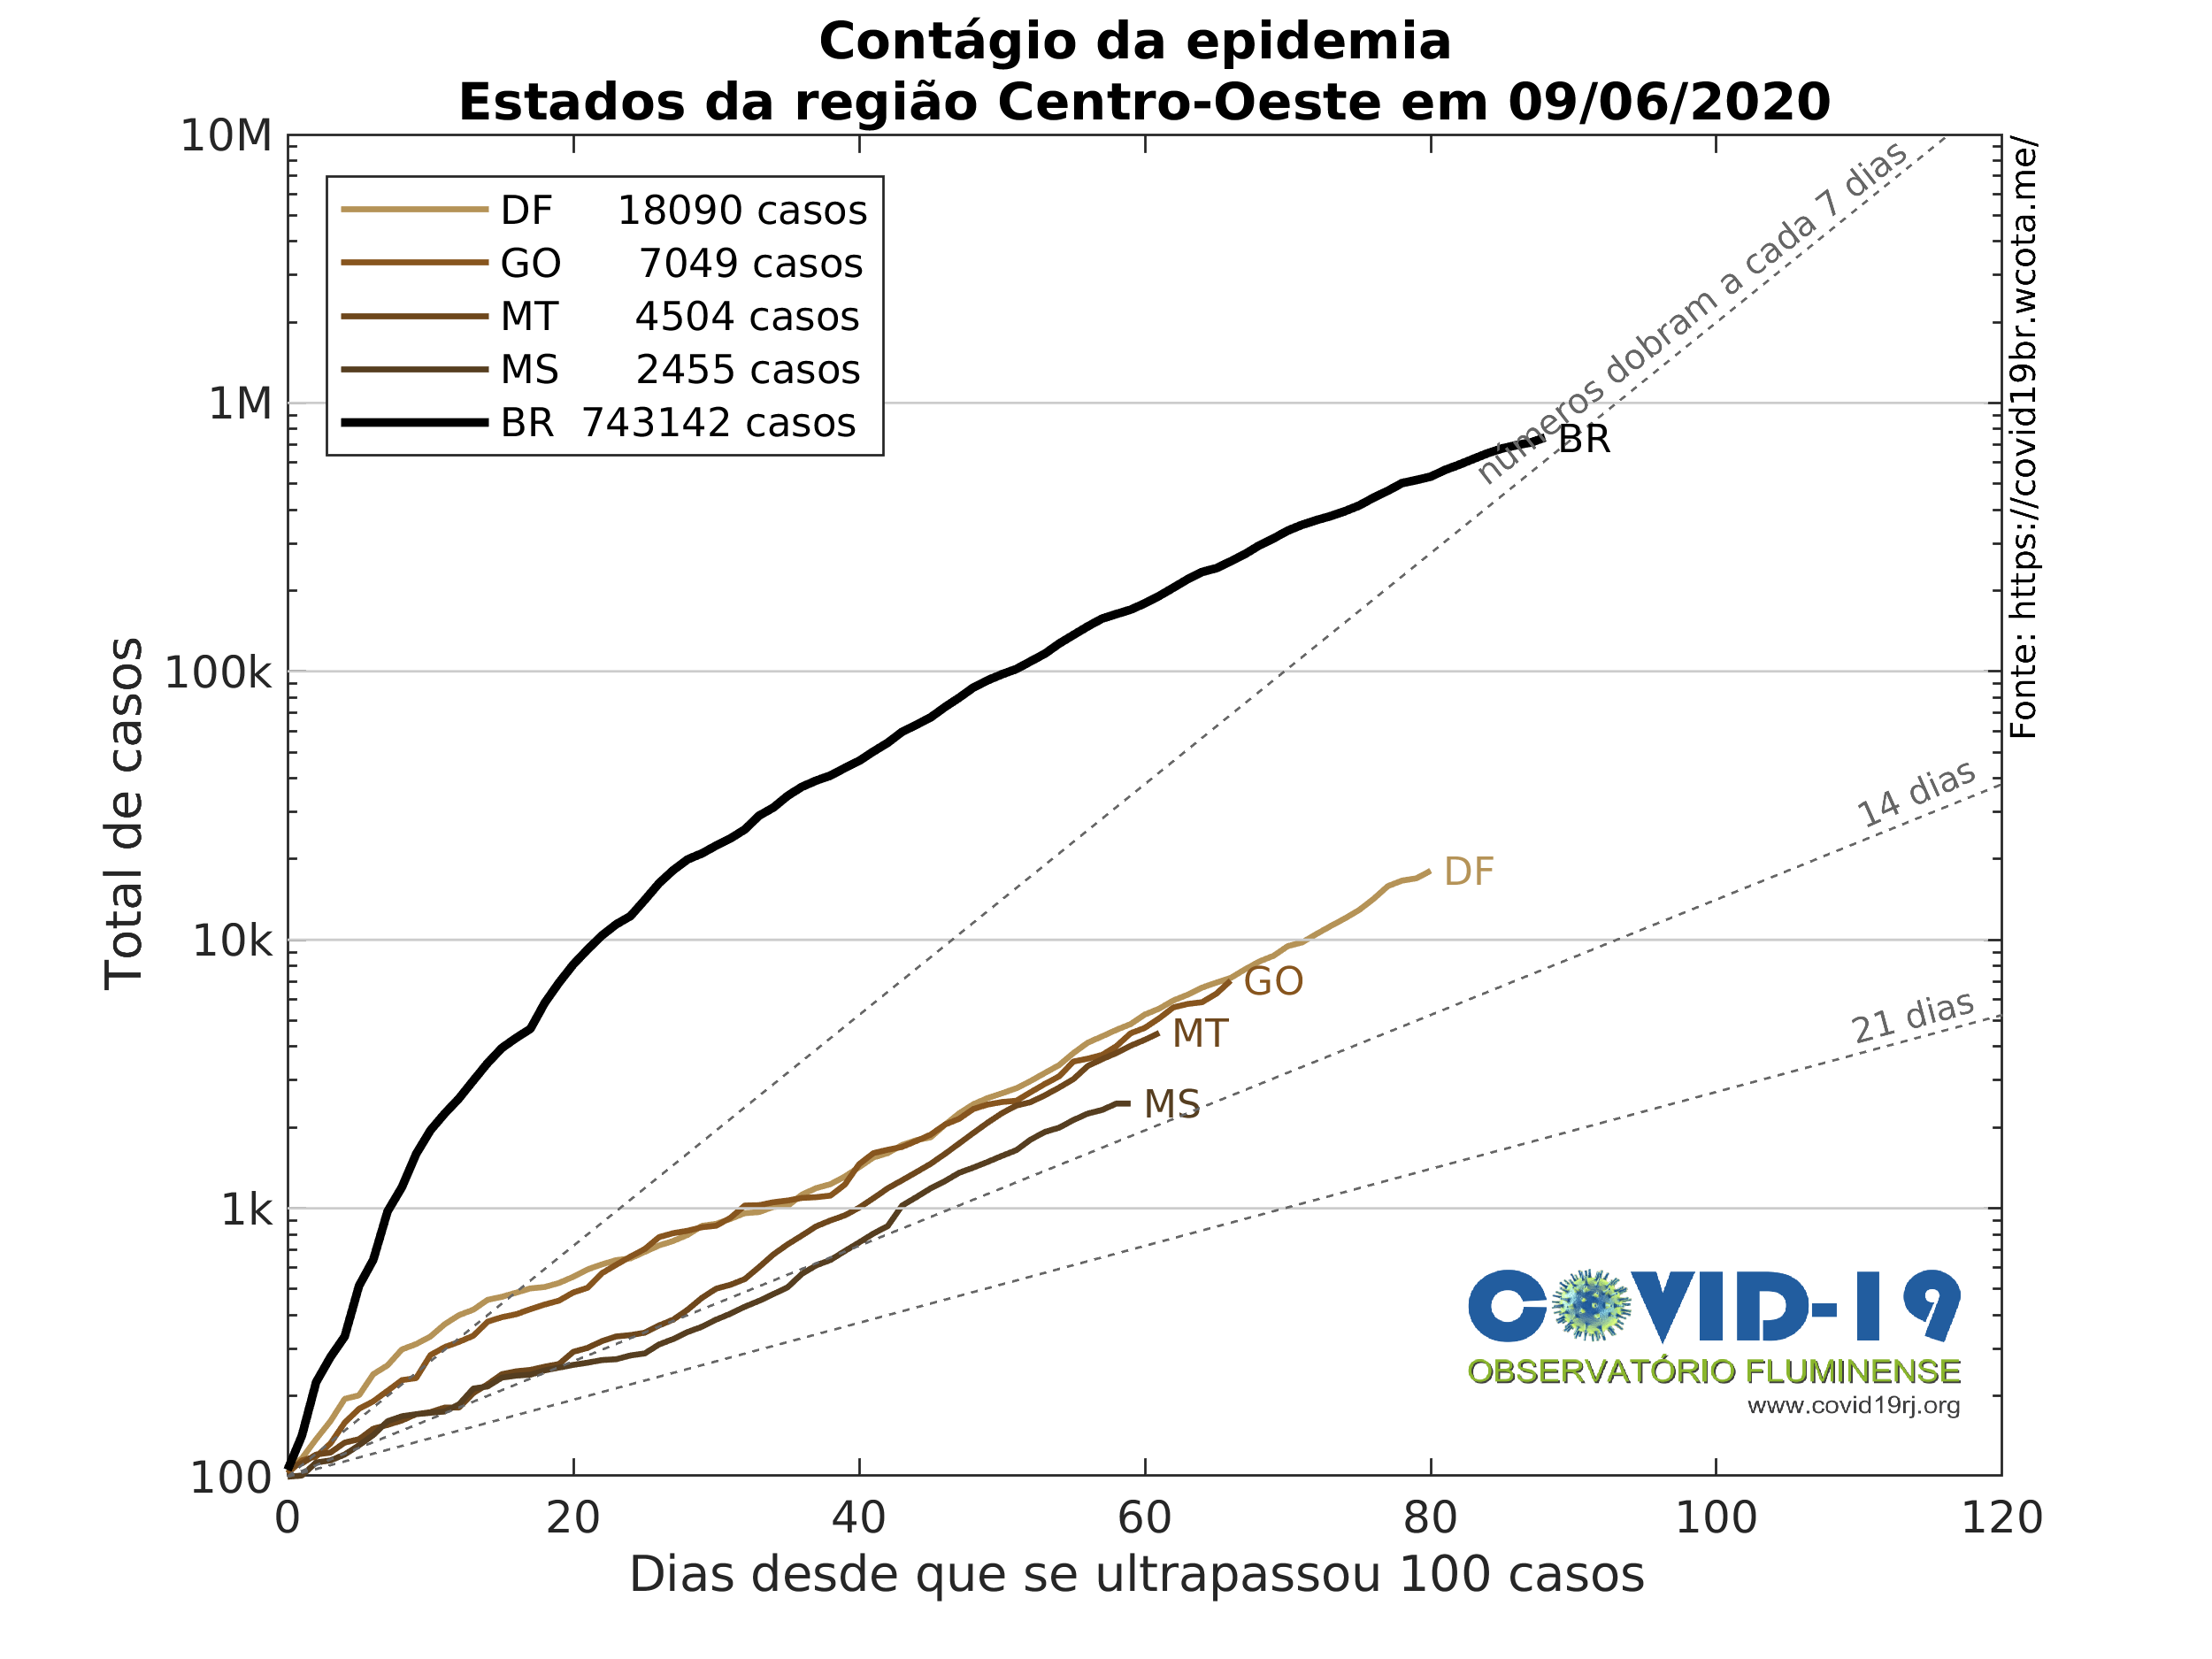 Contágio da epidemia
Estados da região Centro-Oeste em 09/06/2020
10M
1M
100k
10k
1k
100
Total de casos
DF 18090 casos
GO 7049 casos
MT 4504 casos
MS 2455 casos
BR 743142 casos
números dobram a cada 7 dias
BR
14 dias
DF
21 dias
GO
MT
MS
Fonte: https://covid19br.wcota.me/
COVID-19
OBSERVATÓRIO FLUMINENSE
www.covid19rj.org
0 20 40 60 80 100 120
Dias desde que se ultrapassou 100 casos